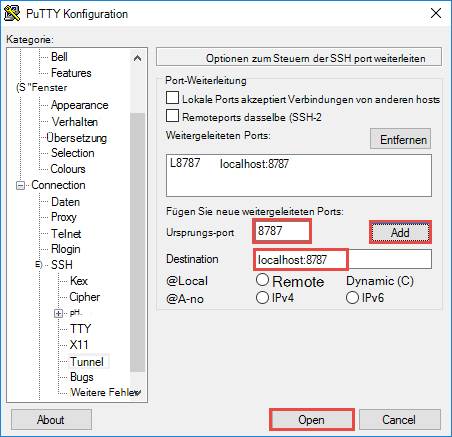 PuTTY Konfiguration
Kategorie:
Bell
Features
(S "Fenster
Appearance
Verhalten
Übersetzung
Selection
Colours
Connection
Daten
Proxy
Telnet
Rlogin
SSH
Kex
Cipher
pH.
TTY
X11
Tunnel
Bugs
Weitere Fehler
Optionen zum Steuern der SSH port weiterleiten
Port-Weiterleitung
Lokale Ports akzeptiert Verbindungen von anderen hosts
Remoteports dasselbe (SSH-2
Weitergeleiteten Ports:
Entfernen
L8787 localhost:8787
Fügen Sie neue weitergeleiteten Ports:
Ursprungs-port 8787 Add
Destination localhost:8787
@Local Remote Dynamic (C)
@A-no IPv4 IPv6
About Open Cancel